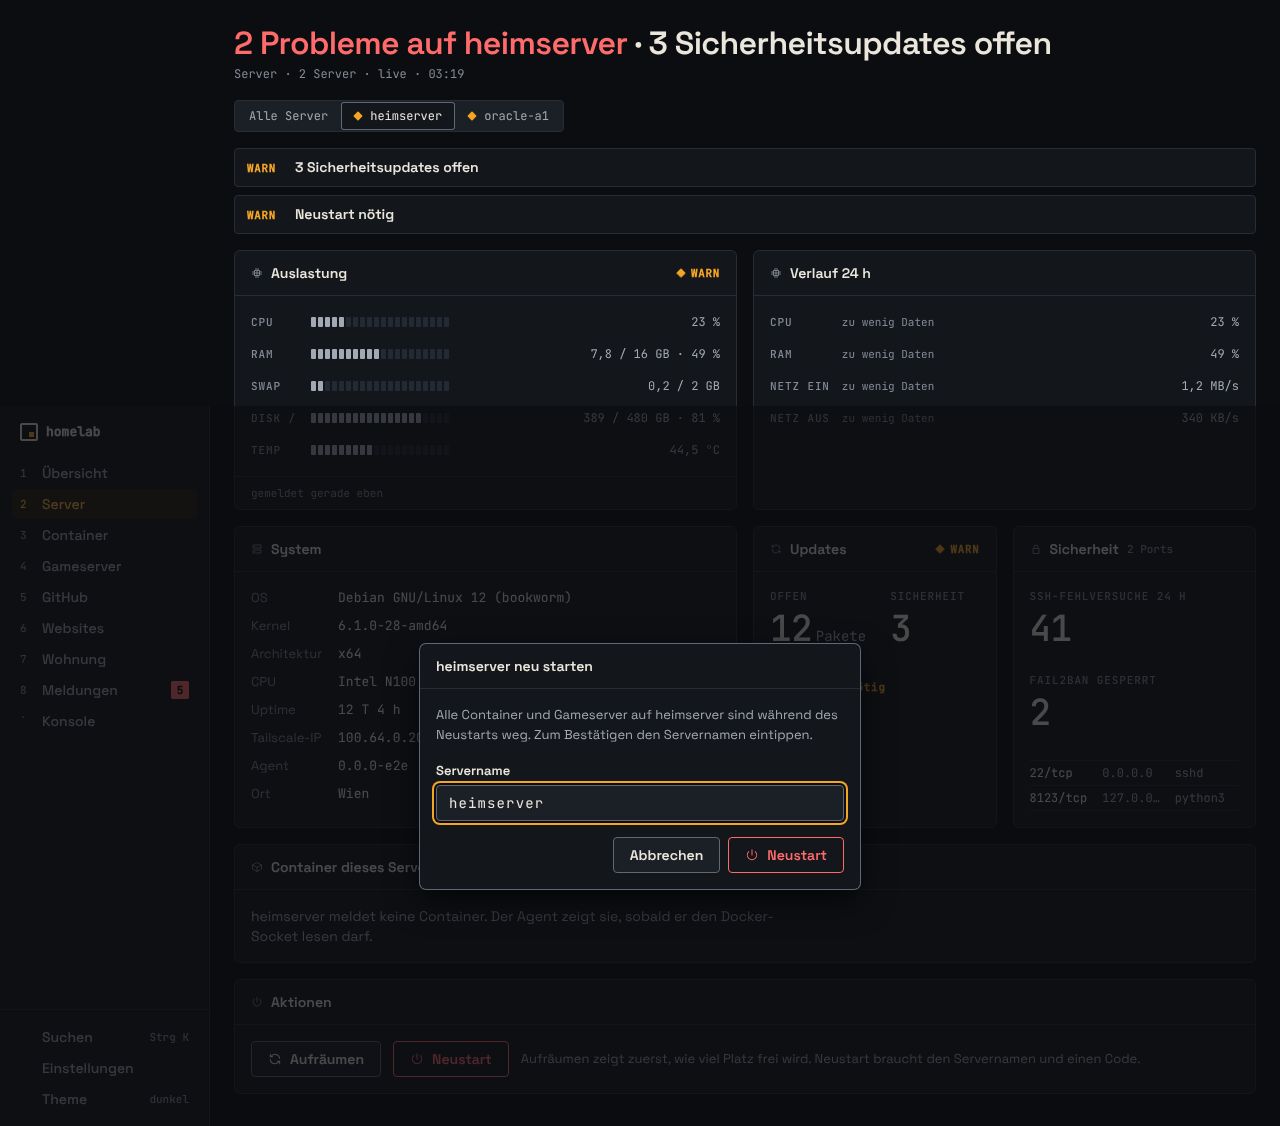 2 Probleme auf heimserver · 3 Sicherheitsupdates offen
Server · 2 Server · live · 03:19
Alle Server
heimserver
oracle-a1
WARN 3 Sicherheitsupdates offen
WARN Neustart nötig
Auslastung WARN
CPU 23 %
RAM 7,8 / 16 GB · 49 %
SWAP 0,2 / 2 GB
DISK / 389 / 480 GB · 81 %
TEMP 44,5 °C
gemeldet gerade eben
Verlauf 24 h
CPU zu wenig Daten 23 %
RAM zu wenig Daten 49 %
NETZ EIN zu wenig Daten 1,2 MB/s
NETZ AUS zu wenig Daten 340 KB/s
homelab
1 Übersicht
2 Server
3 Container
4 Gameserver
5 GitHub
6 Websites
7 Wohnung
8 Meldungen 5
` Konsole
Suchen Strg K
Einstellungen
Theme dunkel
System
OS Debian GNU/Linux 12 (bookworm)
Kernel 6.1.0-28-amd64
Architektur x64
CPU Intel N100
Uptime 12 T 4 h
Tailscale-IP 100.64.0.2
Agent 0.0.0-e2e
Ort Wien
Updates WARN
OFFEN
12 Pakete
SICHERHEIT
3
tig
Sicherheit 2 Ports
SSH-FEHLVERSUCHE 24 H
41
FAIL2BAN GESPERRT
2
22/tcp 0.0.0.0 sshd
8123/tcp 127.0.0… python3
heimserver neu starten
Alle Container und Gameserver auf heimserver sind während des
Neustarts weg. Zum Bestätigen den Servernamen eintippen.
Servername
heimserver
Abbrechen
Neustart
Container dieses Serv
heimserver meldet keine Container. Der Agent zeigt sie, sobald er den Docker-
Socket lesen darf.
Aktionen
Aufräumen
Neustart
Aufräumen zeigt zuerst, wie viel Platz frei wird. Neustart braucht den Servernamen und einen Code.